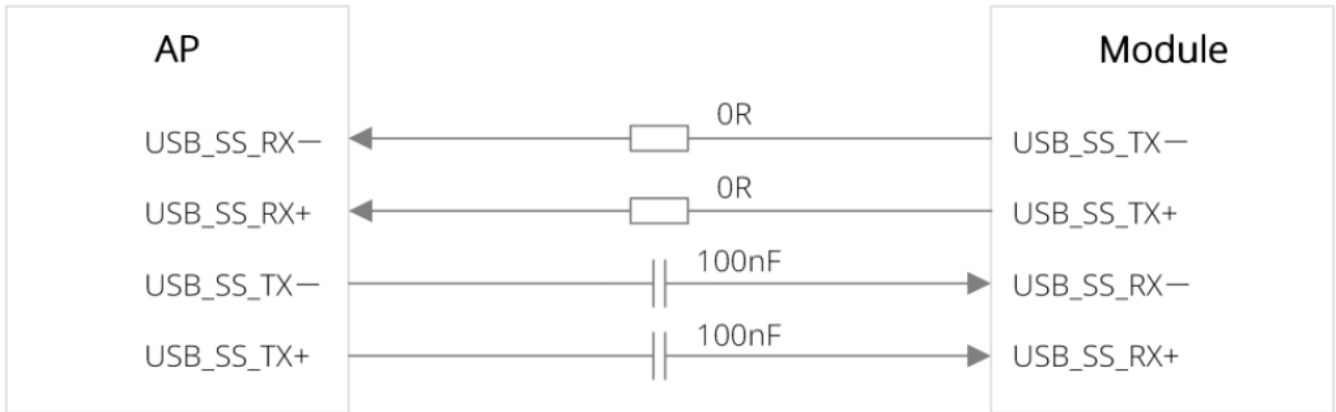 AP
Module
0R
USB_SS_RX—
USB_SS_TX—
0R
USB_SS_RX+
USB_SS_TX+
100nF
USB_SS_TX—
USB_SS_RX—
100nF
USB_SS_TX+
USB_SS_RX+